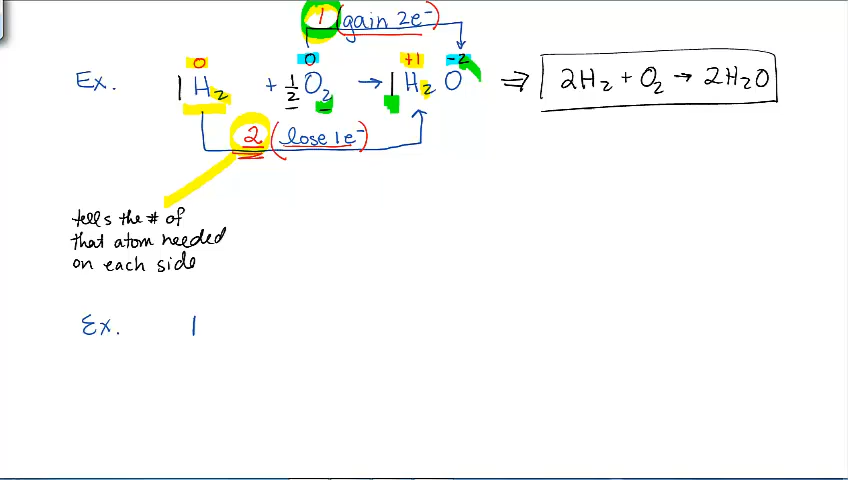 1 (gain 2e⁻)
0 0 +1 -2
Ex. 1 H₂ + ½ O₂ → 1 H₂ O ⇒ 2H₂ + O₂ → 2H₂O
2 (lose 1e⁻)
tells the # of
that atom needed
on each side
Ex. 1